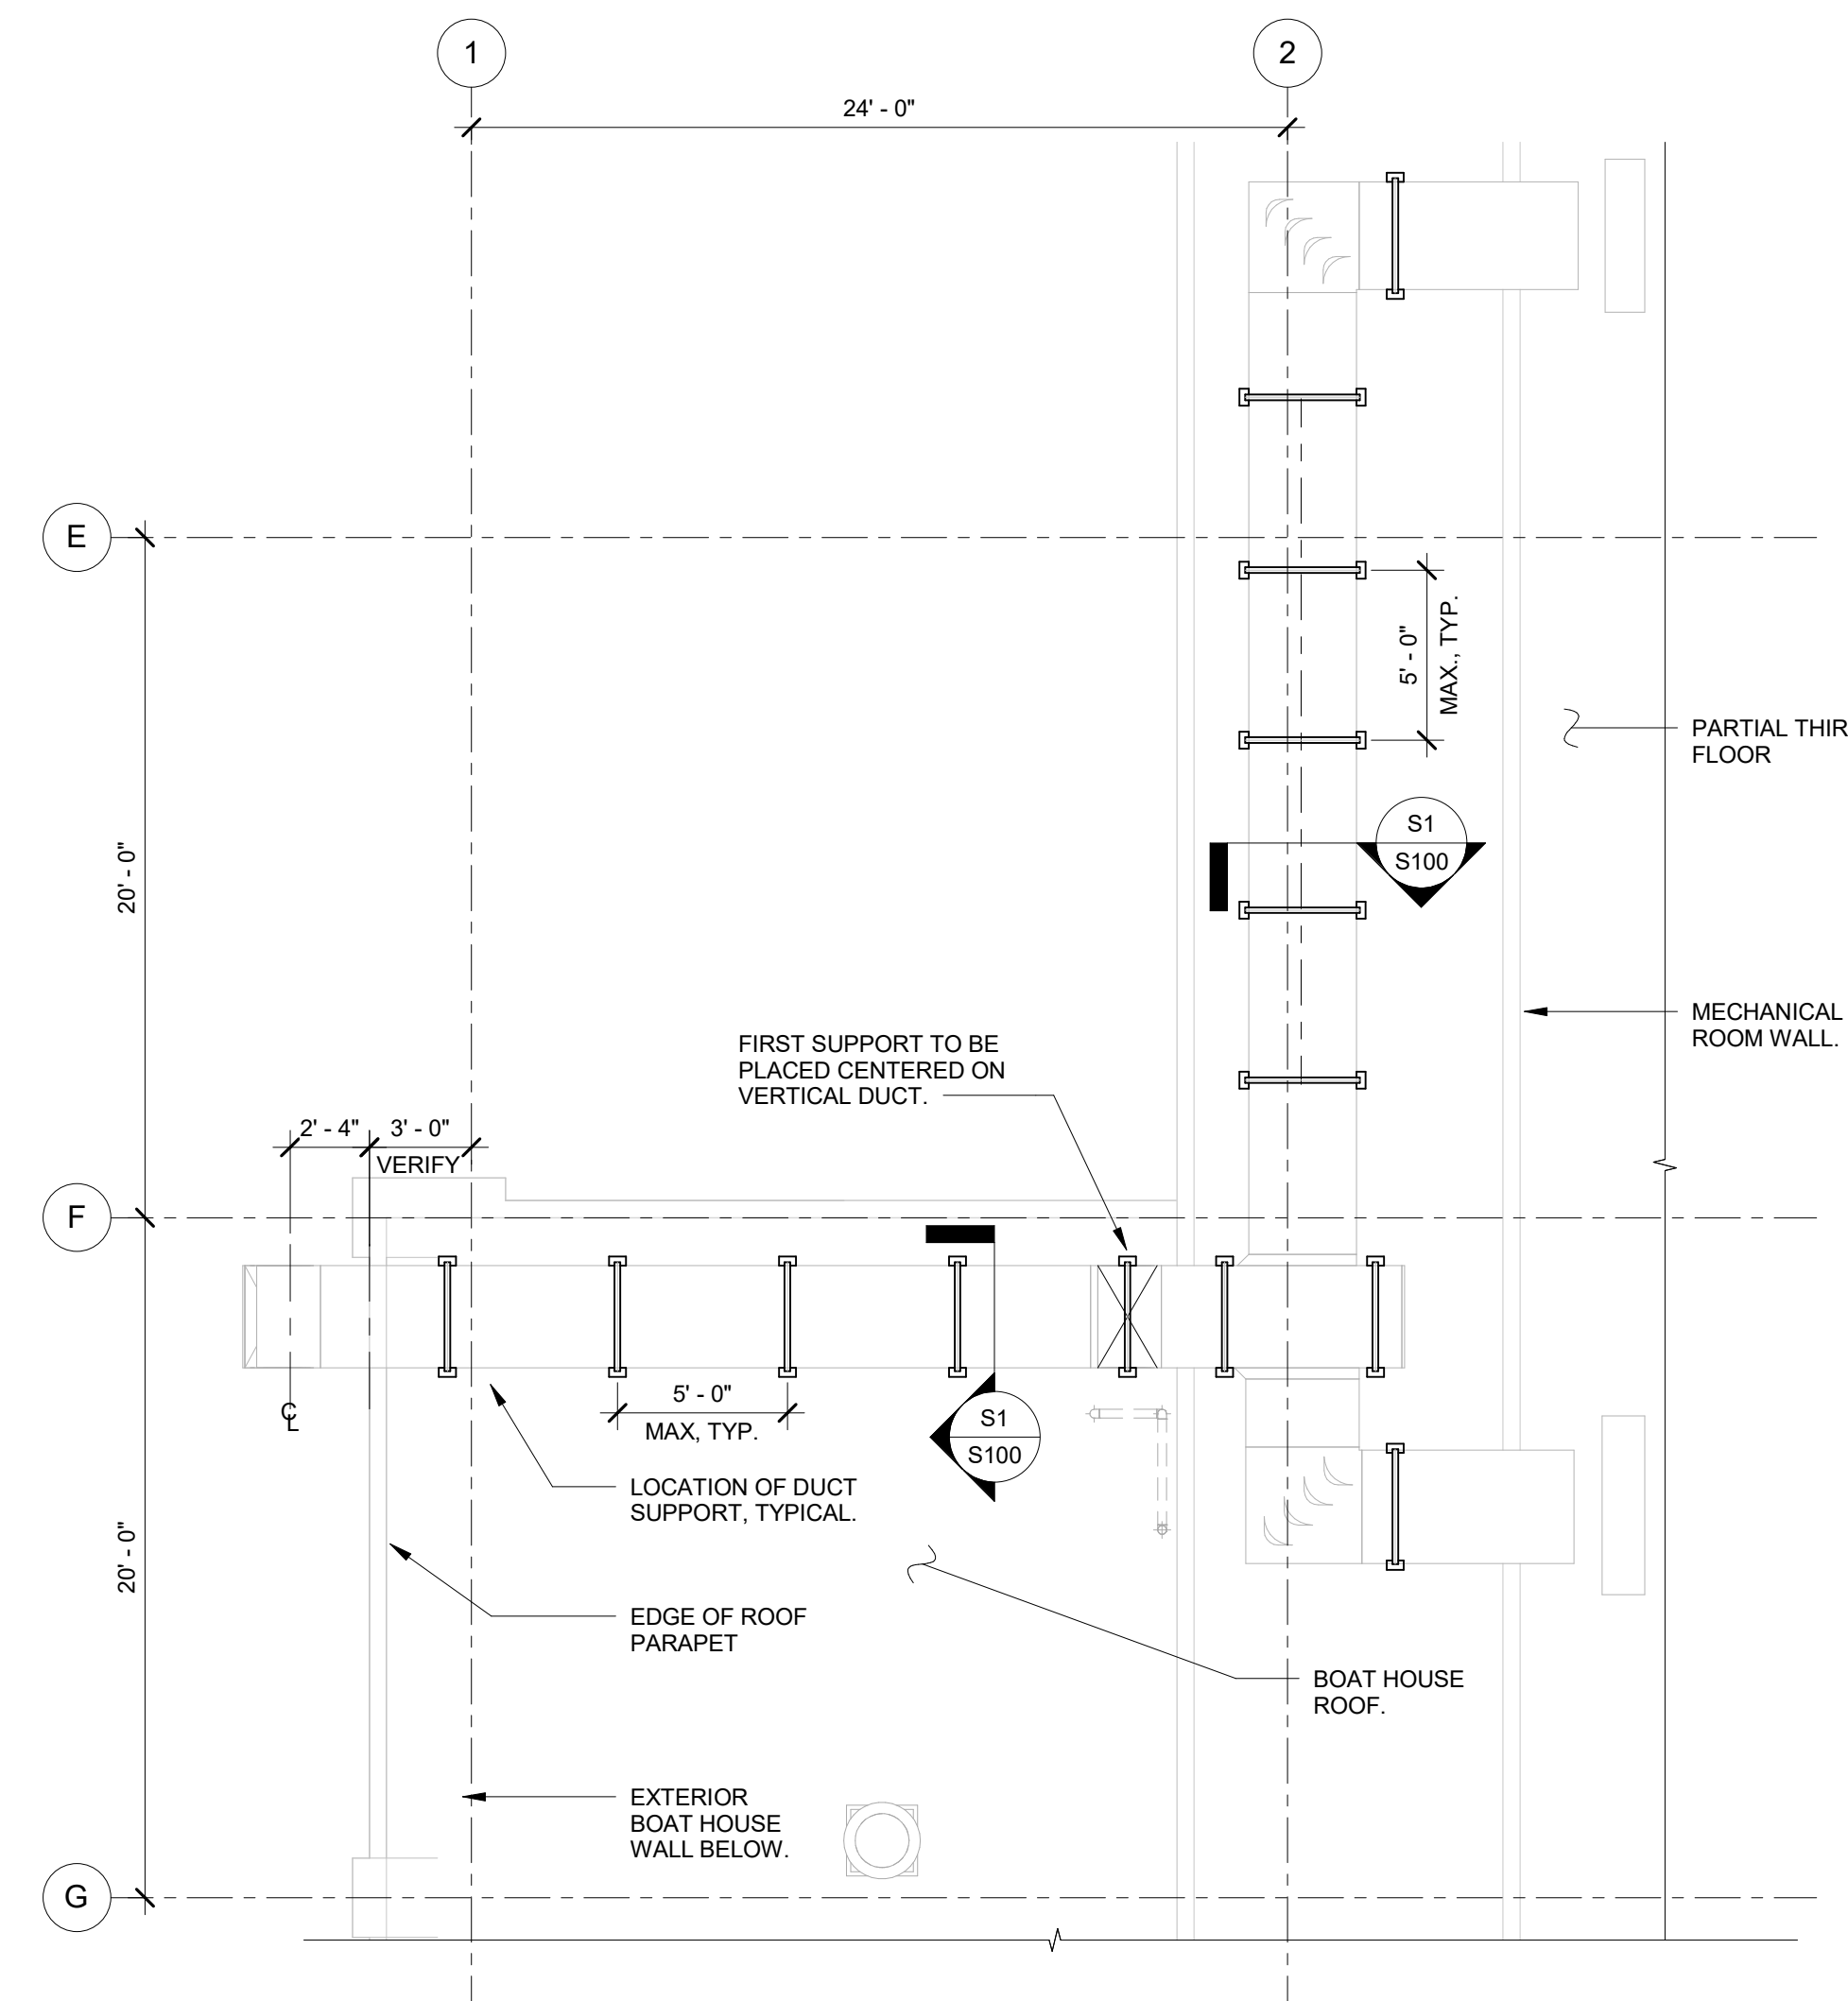 1
2
24' - 0"
E
5' - 0"
MAX., TYP.
PARTIAL THIR
FLOOR
S1
S100
20' - 0"
MECHANICAL
ROOM WALL.
FIRST SUPPORT TO BE
PLACED CENTERED ON
VERTICAL DUCT.
2' - 4"
3' - 0"
VERIFY
F
5' - 0"
MAX, TYP.
S1
S100
℄
LOCATION OF DUCT
SUPPORT, TYPICAL.
20' - 0"
EDGE OF ROOF
PARAPET
BOAT HOUSE
ROOF.
EXTERIOR
BOAT HOUSE
WALL BELOW.
G